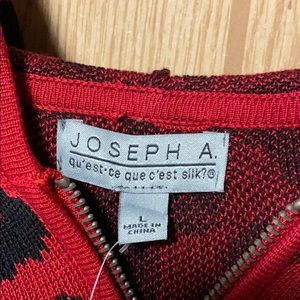 JOSEPH A.
qu'est·ce que c'est silk?®
L
MADE IN
CHINA